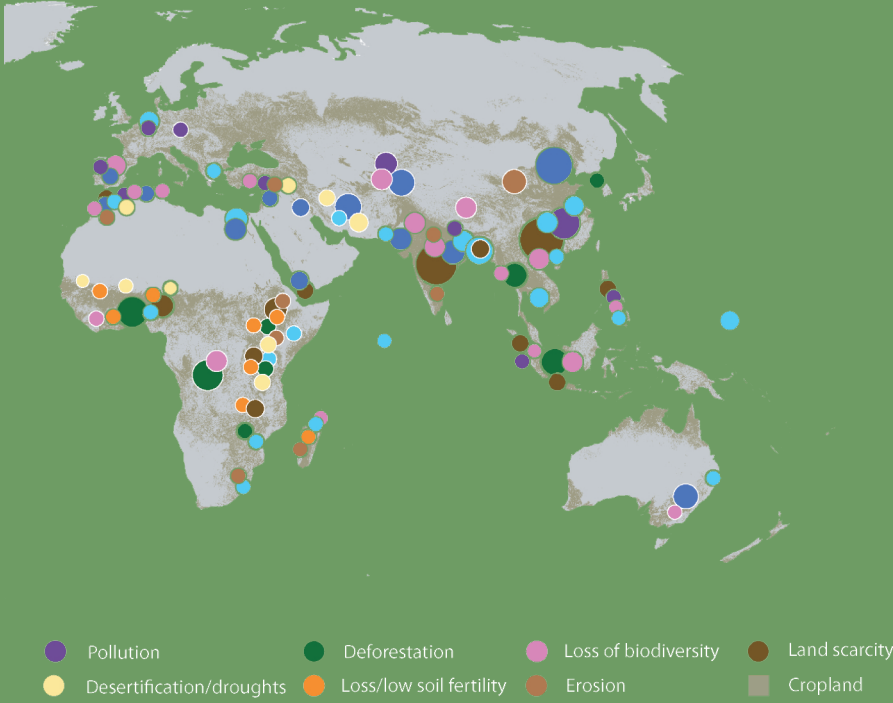 Pollution
Deforestation
Loss of biodiversity
Land scarcity
Desertification/droughts
Loss/low soil fertility
Erosion
Cropland